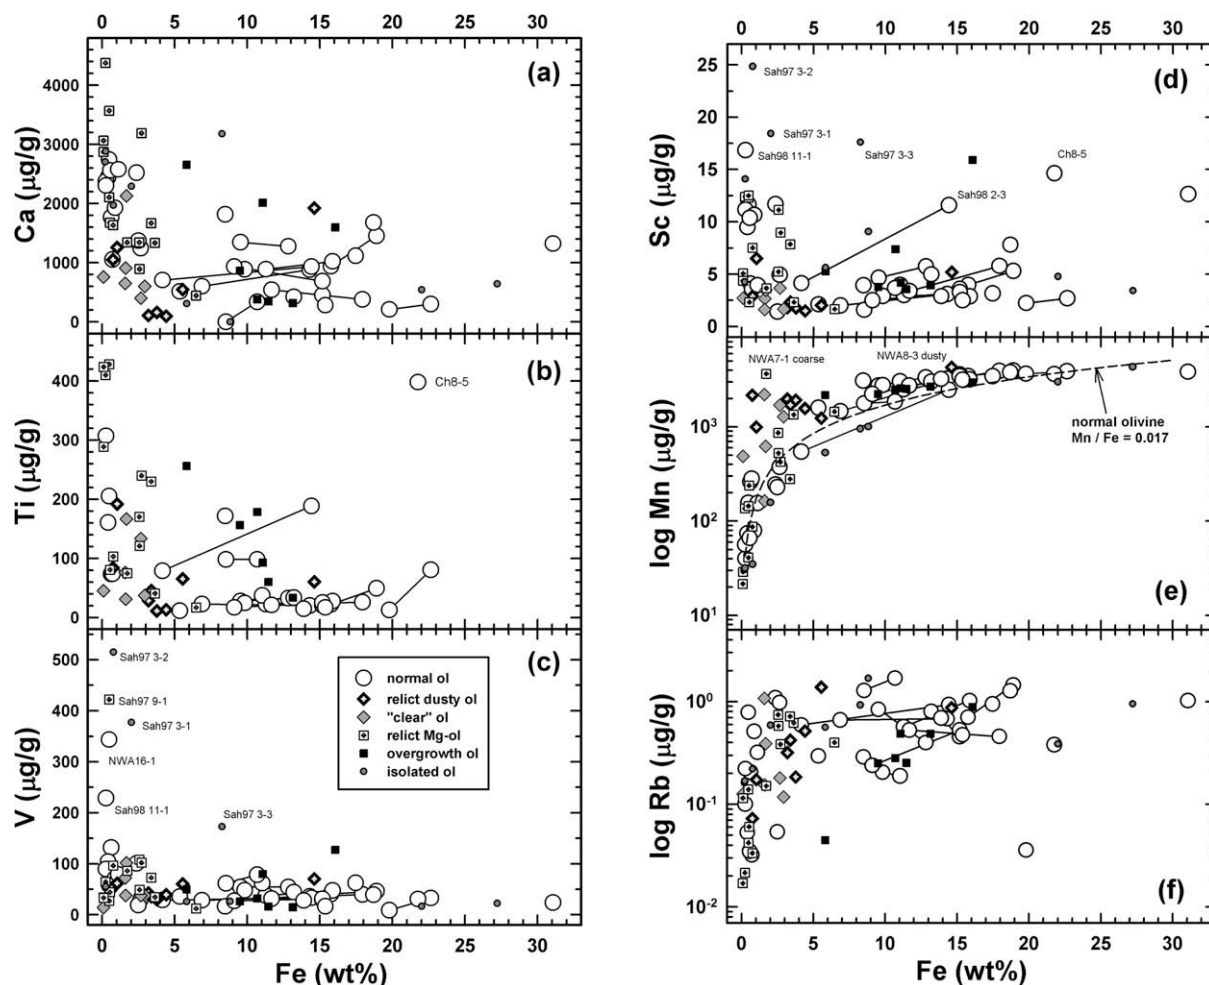 0 5 10 15 20 25 30
(a)
4000
3000
2000
1000
0
Ca (µg/g)
(b)
400
300
200
100
0
Ti (µg/g)
Ch8-5
(c)
500
400
300
200
100
0
V (µg/g)
Sah97 3-2
Sah97 9-1
Sah97 3-1
NWA16-1
Sah98 11-1
Sah97 3-3
normal ol
relict dusty ol
"clear" ol
relict Mg-ol
overgrowth ol
isolated ol
0 5 10 15 20 25 30
Fe (wt%)
0 5 10 15 20 25 30
(d)
25
20
15
10
5
0
Sc (µg/g)
Sah97 3-2
Sah97 3-1
Sah98 11-1
Sah97 3-3
Ch8-5
Sah98 2-3
(e)
10³
10²
10¹
log Mn (µg/g)
NWA7-1 coarse
NWA8-3 dusty
normal olivine
Mn / Fe = 0.017
(f)
10⁰
10⁻¹
10⁻²
log Rb (µg/g)
0 5 10 15 20 25 30
Fe (wt%)